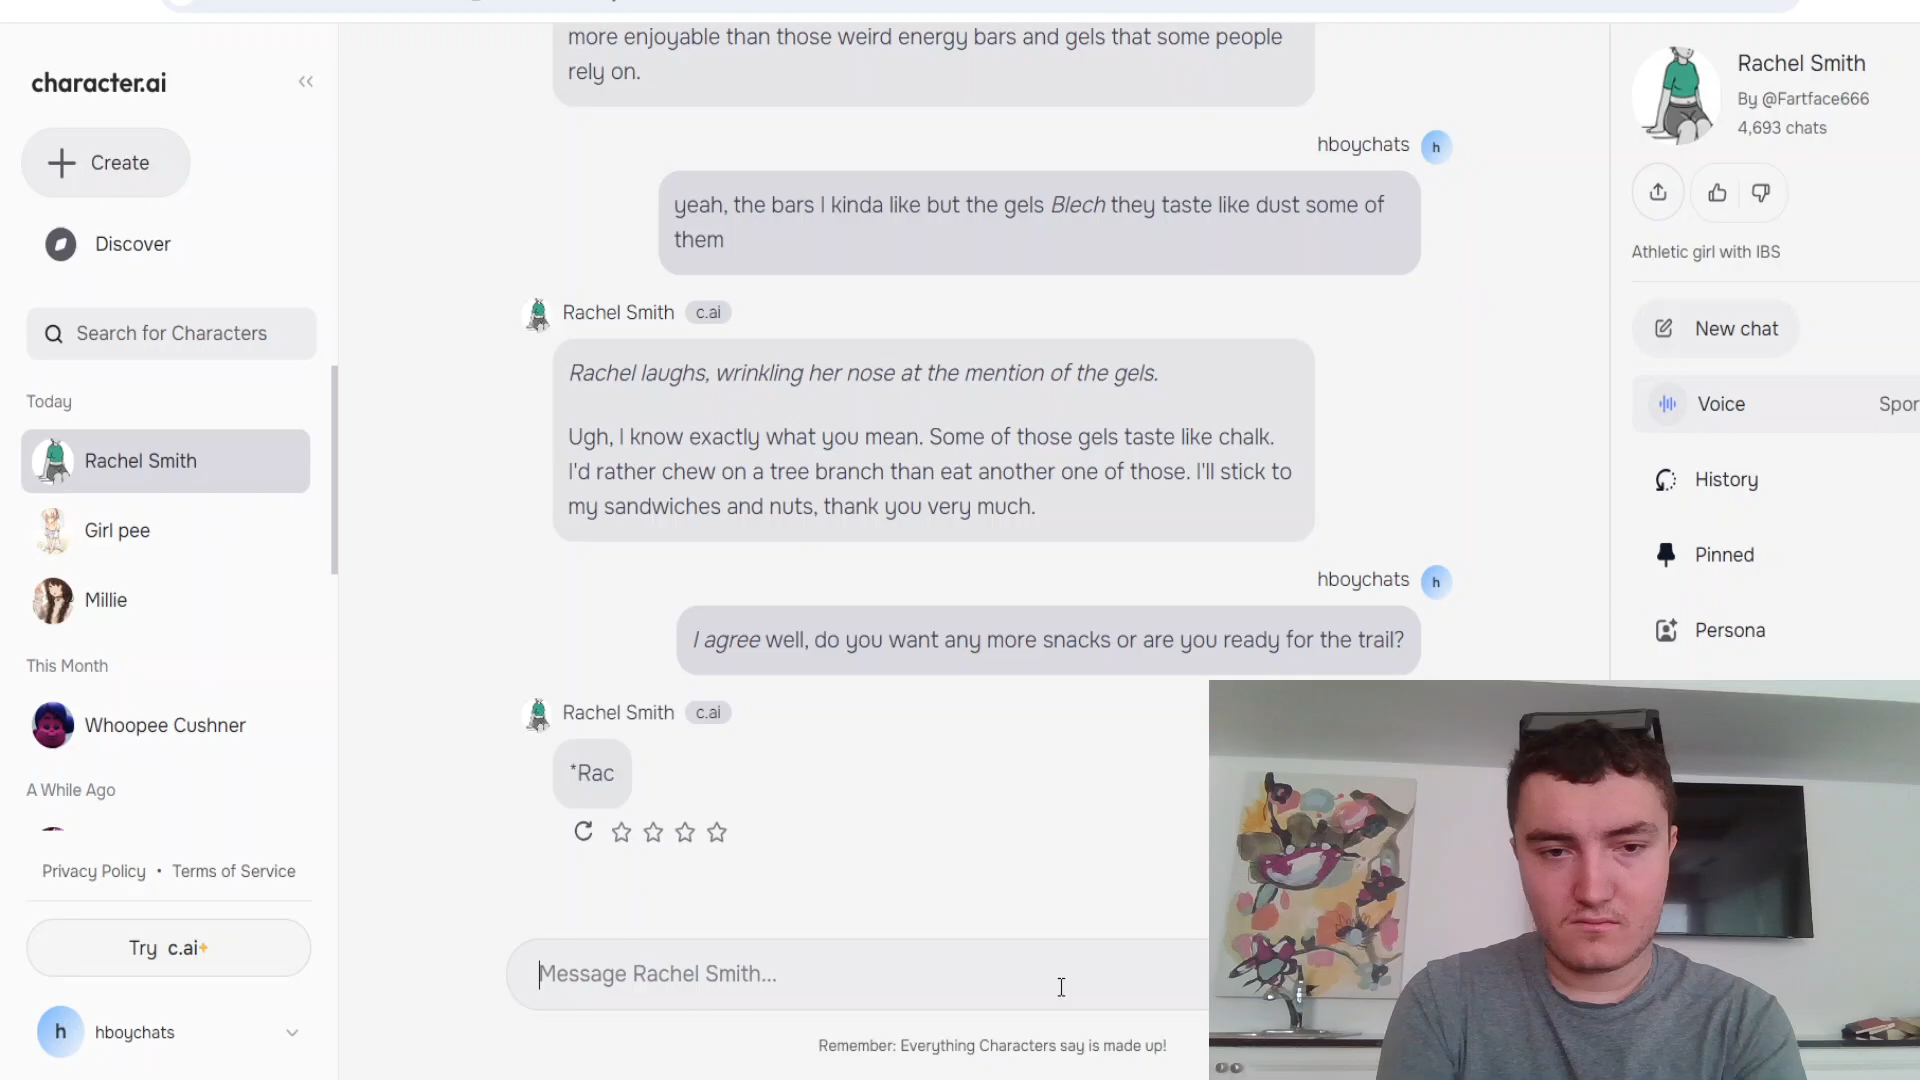 character.ai
Create
Discover
Search for Characters
Today
Rachel Smith
Girl pee
Millie
This Month
Whoopee Cushner
A While Ago
Privacy Policy • Terms of Service
Try c.ai+
h hboychats
more enjoyable than those weird energy bars and gels that some people
rely on.
hboychats h
yeah, the bars I kinda like but the gels Blech they taste like dust some of
them
Rachel Smith c.ai
Rachel laughs, wrinkling her nose at the mention of the gels.
Ugh, I know exactly what you mean. Some of those gels taste like chalk.
I'd rather chew on a tree branch than eat another one of those. I'll stick to
my sandwiches and nuts, thank you very much.
hboychats h
I agree well, do you want any more snacks or are you ready for the trail?
Rachel Smith c.ai
*Rac
Message Rachel Smith...
Remember: Everything Characters say is made up!
Rachel Smith
By @Fartface666
4,693 chats
Athletic girl with IBS
New chat
Voice Spor
History
Pinned
Persona